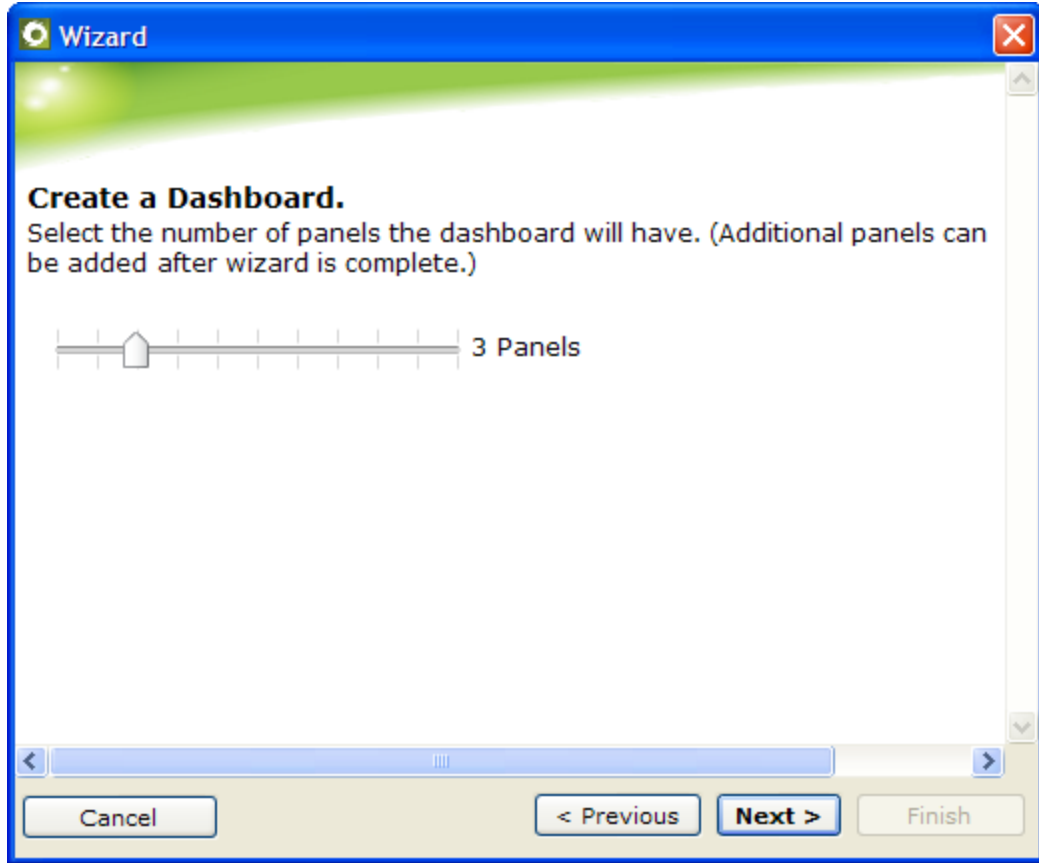 Wizard
Create a Dashboard.
Select the number of panels the dashboard will have. (Additional panels can
be added after wizard is complete.)
3 Panels
Cancel
< Previous
Next >
Finish